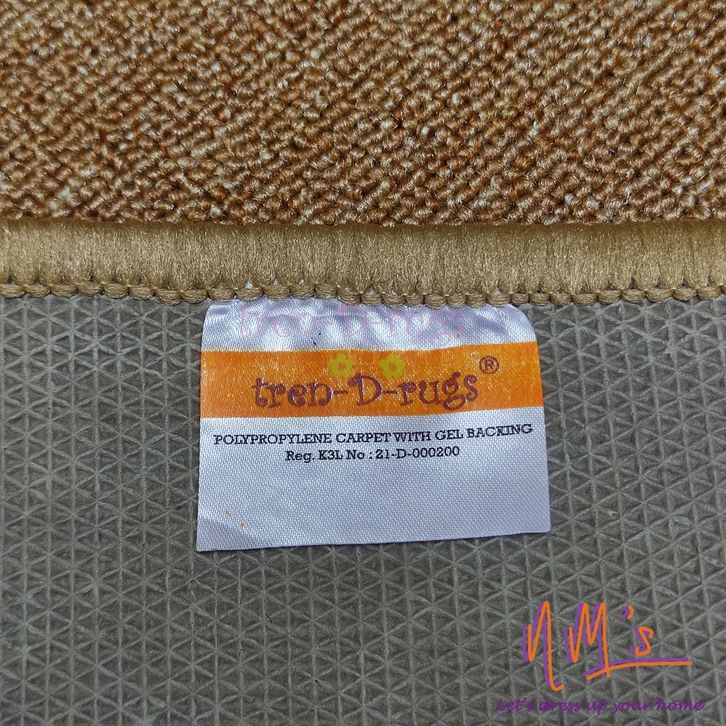 tren-D-rugs®
POLYPROPYLENE CARPET WITH GEL BACKING
Reg. K3L No : 21-D-000200
NM's
Let's dress up your home